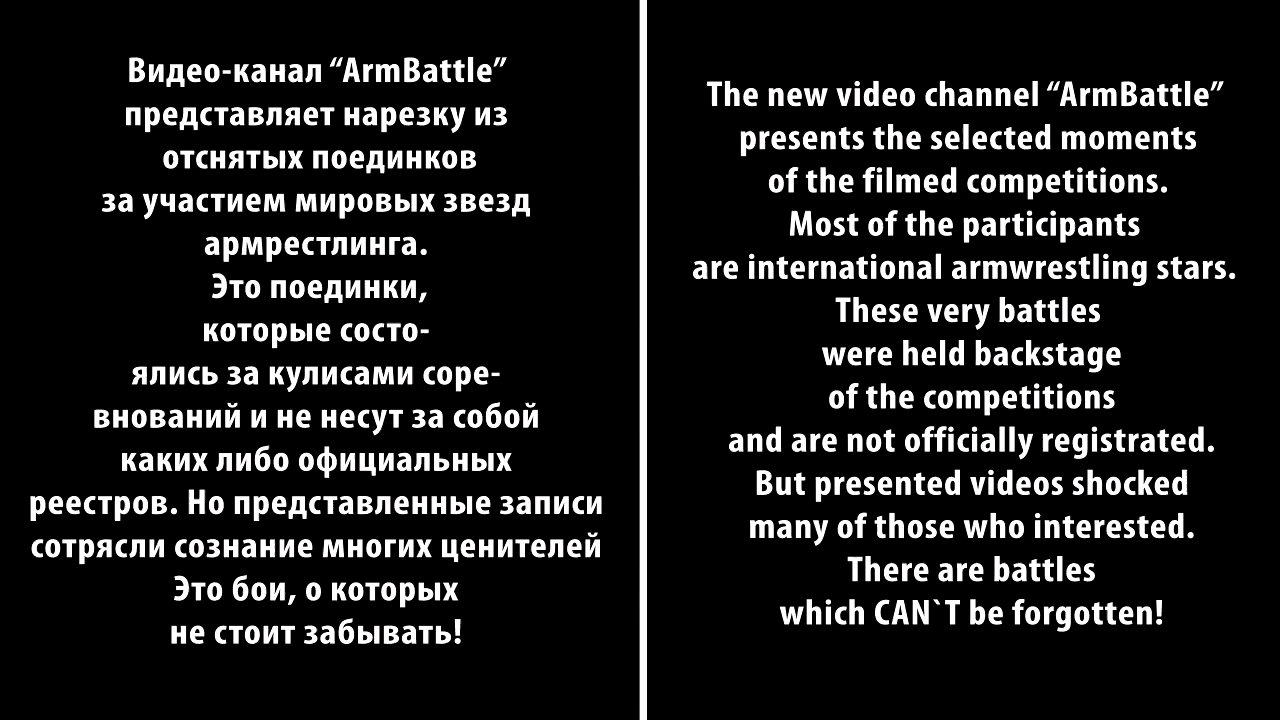 Видео-канал “ArmBattle”
представляет нарезку из
отснятых поединков
за участием мировых звезд
армрестлинга.
Это поединки,
которые состо-
ялись за кулисами соре-
внований и не несут за собой
каких либо официальных
реестров. Но представленные записи
сотрясли сознание многих ценителей
Это бои, о которых
не стоит забывать!
The new video channel “ArmBattle”
presents the selected moments
of the filmed competitions.
Most of the participants
are international armwrestling stars.
These very battles
were held backstage
of the competitions
and are not officially registrated.
But presented videos shocked
many of those who interested.
There are battles
which CAN`T be forgotten!